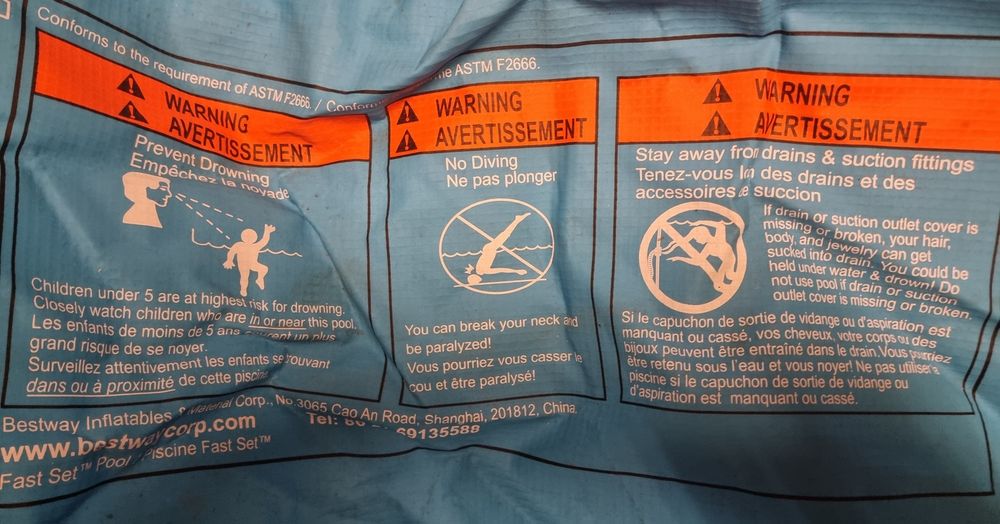 Conforms to the requirement of ASTM F2666. / Conform
me ASTM F2666.
WARNING
AVERTISSEMENT
Prevent Drowning
Empêchez la noyade
Children under 5 are at highest risk for drowning.
Closely watch children who are in or near this pool.
Les enfants de moins de 5 ans courent un plus
grand risque de se noyer.
Surveillez attentivement les enfants se trouvant
dans ou à proximité de cette piscine
WARNING
AVERTISSEMENT
No Diving
Ne pas plonger
You can break your neck and
be paralyzed!
Vous pourriez vous casser le
cou et être paralysé!
WARNING
AVERTISSEMENT
Stay away from drains & suction fittings
Tenez-vous des drains et des
accessoires de succion
If drain or suction outlet cover is
missing or broken, your hair,
body, and jewelry can get
sucked into drain. You could be
held under water & drown! Do
not use pool if drain or suction
outlet cover is missing or broken.
Si le capuchon de sortie de vidange ou d'aspiration est
manquant ou cassé, vos cheveux, votre corps ou des
bijoux peuvent être entraîné dans le drain. Vous pourriez
être retenu sous l'eau et vous noyer! Ne pas utiliser a
piscine si le capuchon de sortie de vidange ou
d'aspiration est manquant ou cassé.
Bestway Inflatables & Material Corp., No.3065 Cao An Road, Shanghai, 201812, China.
www.bestwaycorp.com
Tel: 69135588
Fast Set™ Pool Piscine Fast Set™